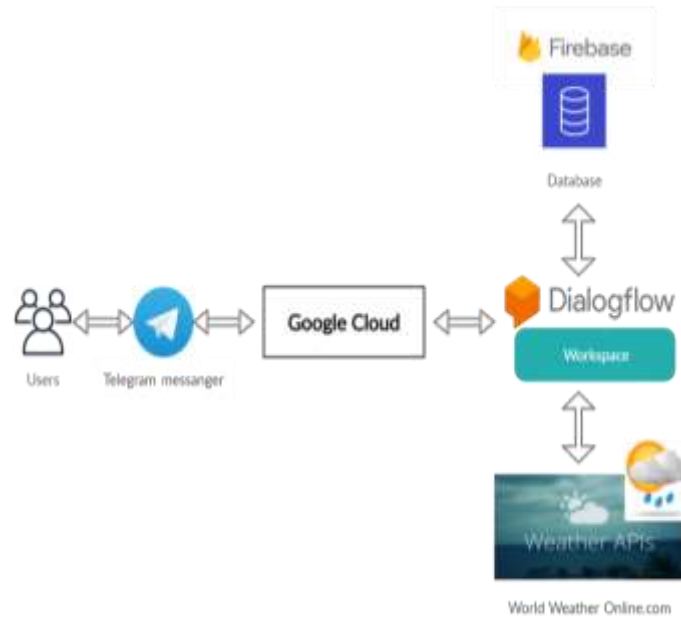 Firebase
Database
Dialogflow
Workspace
Google Cloud
Users
Telegram messanger
Weather APIs
World Weather Online.com